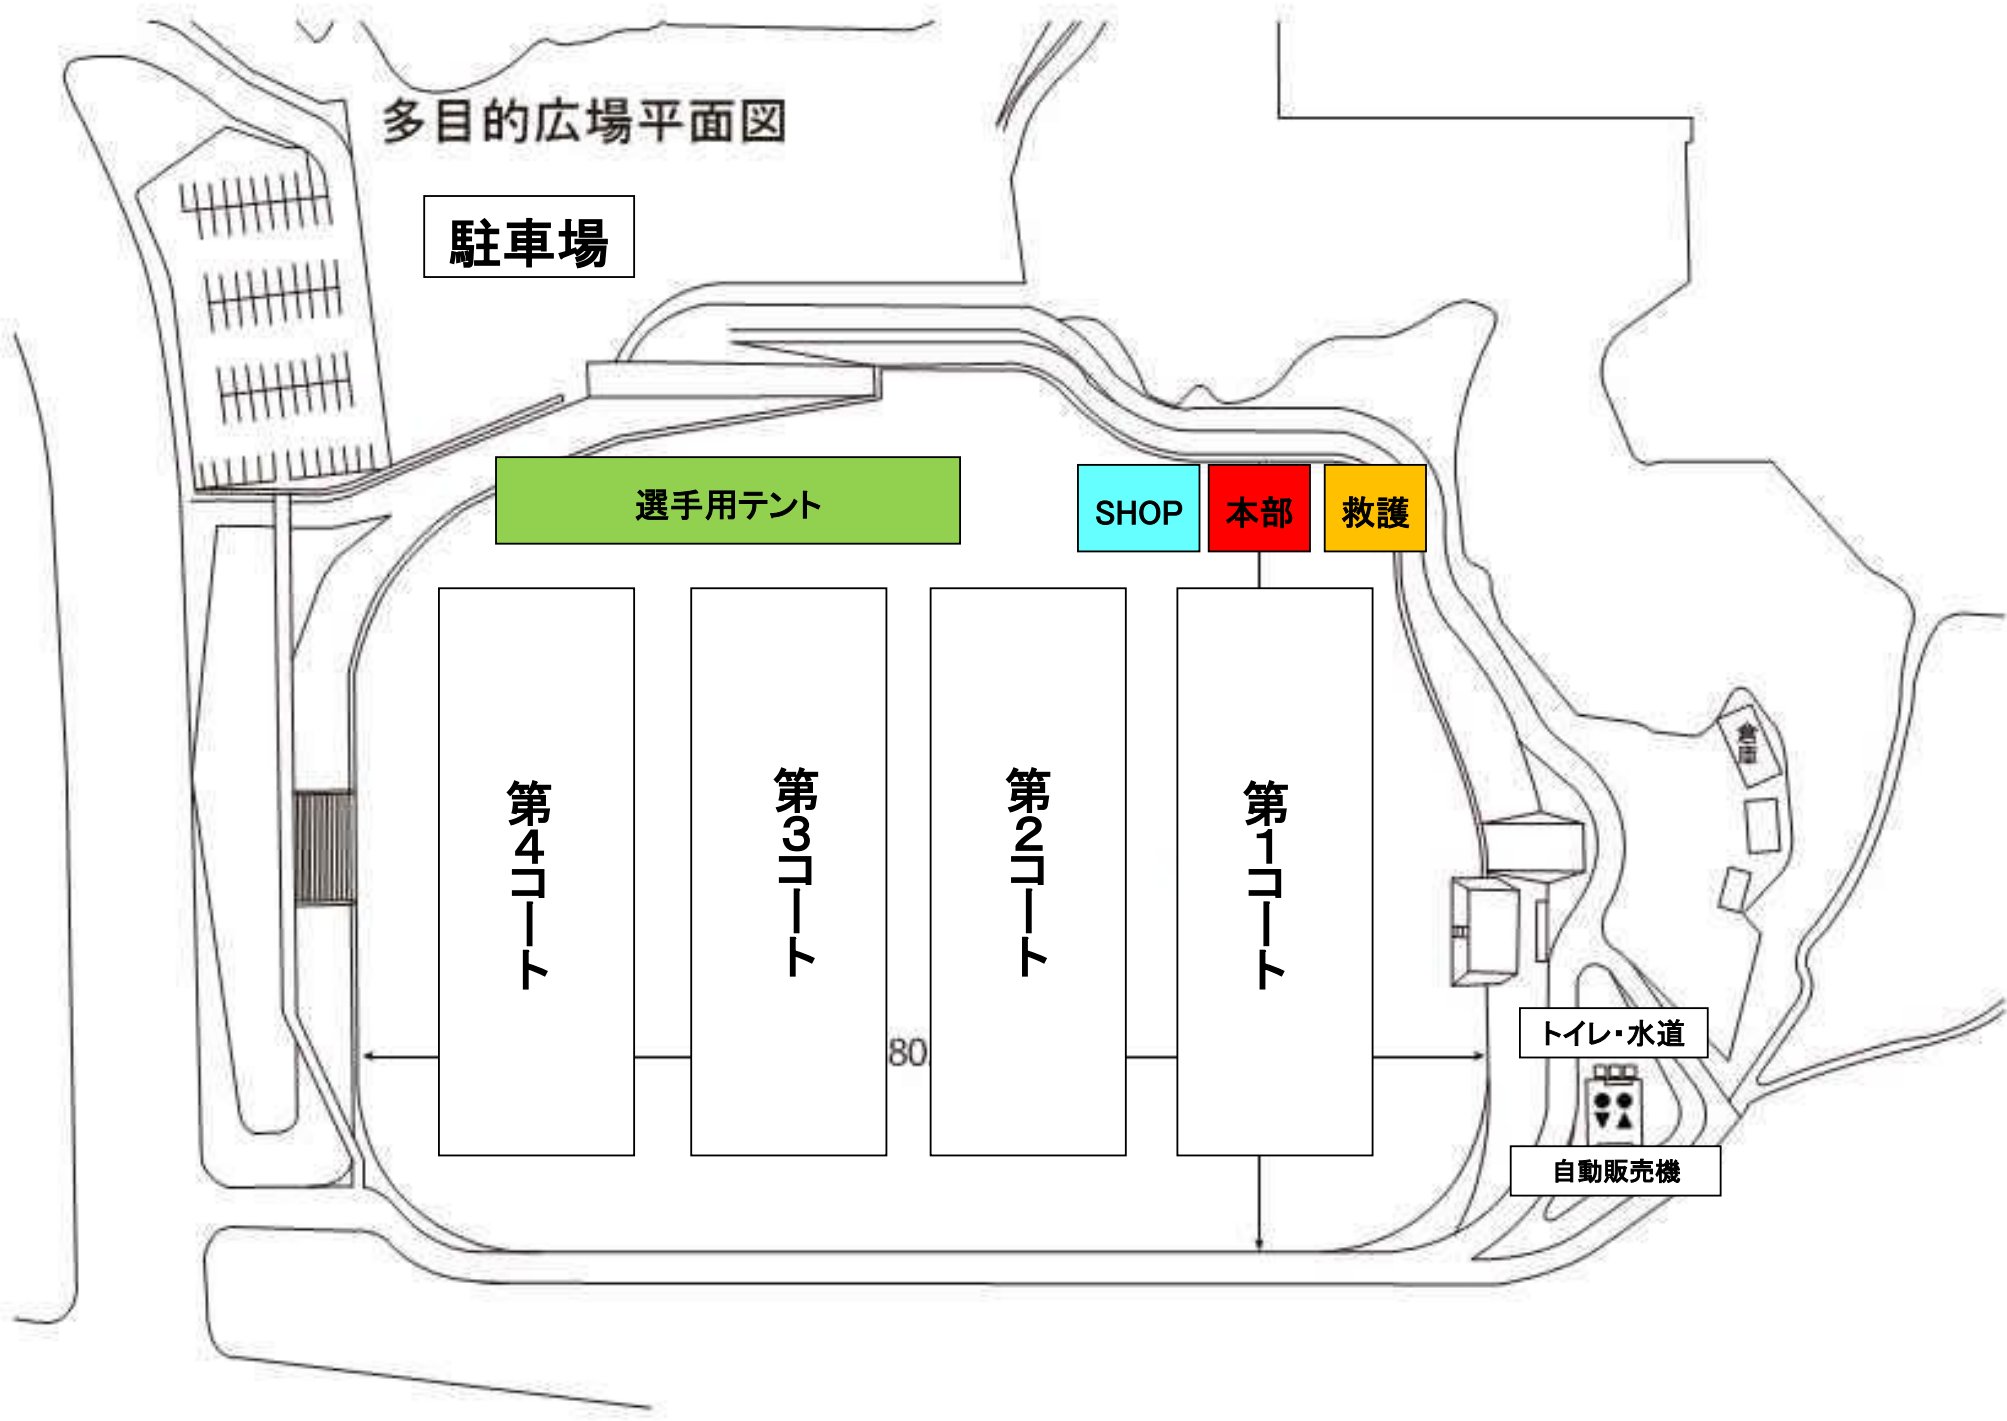 多目的広場平面図
駐車場
選手用テント
SHOP
本部
救護
第4コート
第3コート
第2コート
第1コート
倉庫
80
トイレ・水道
自動販売機